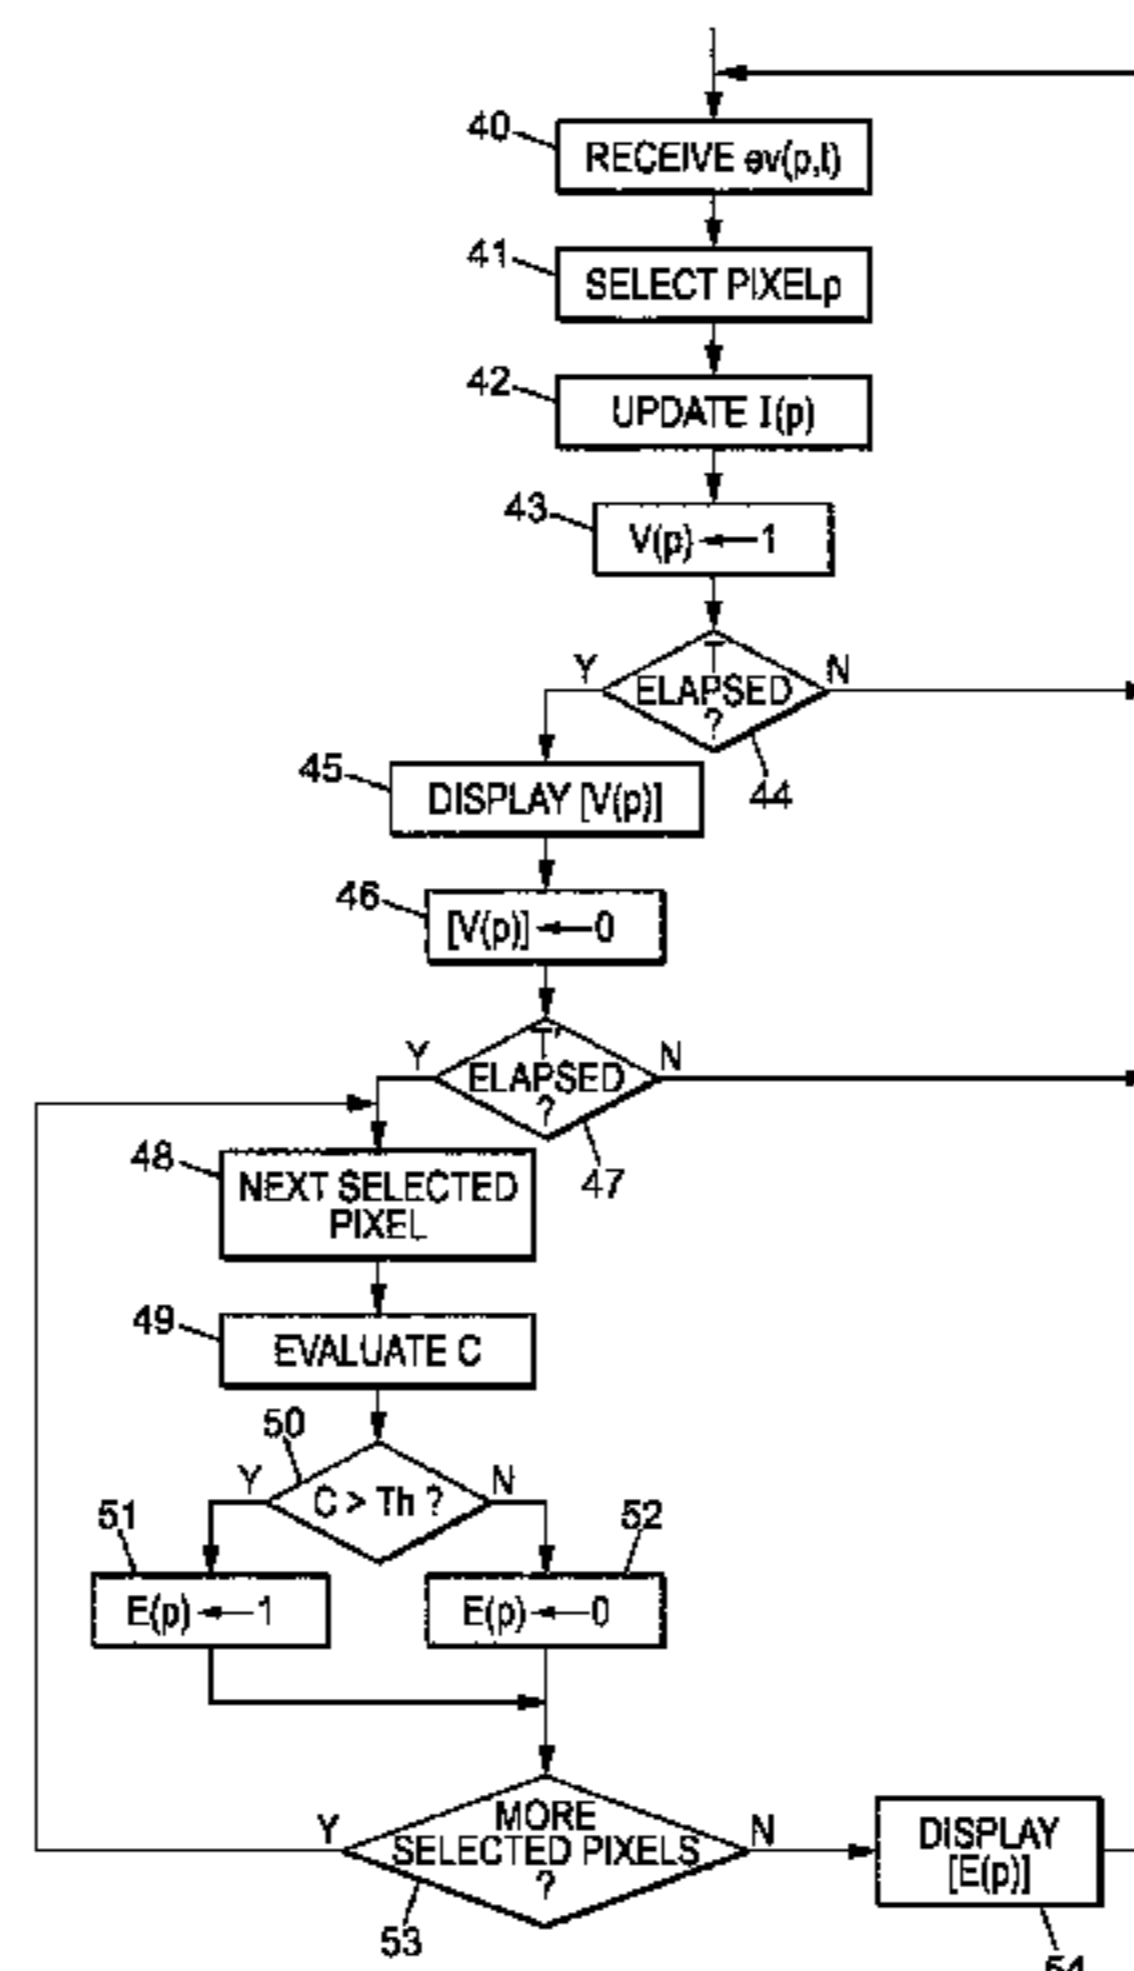 40
RECEIVE ev(p,t)
41
SELECT PIXELp
42
UPDATE I(p)
43
V(p) ← 1
T
ELAPSED
?
Y
N
44
45
DISPLAY [V(p)]
46
[V(p)] ← 0
T'
ELAPSED
?
Y
N
47
48
NEXT SELECTED
PIXEL
49
EVALUATE C
50
C > Th ?
Y
N
51
E(p) ← 1
52
E(p) ← 0
MORE
SELECTED PIXELS
?
Y
N
53
DISPLAY
[E(p)]
54